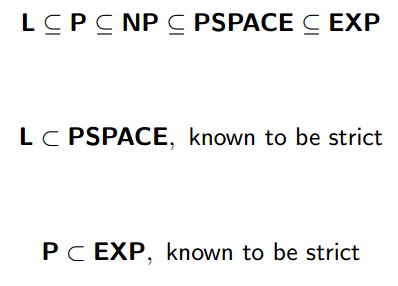 L ⊆ P ⊆ NP ⊆ PSPACE ⊆ EXP
L ⊂ PSPACE, known to be strict
P ⊂ EXP, known to be strict